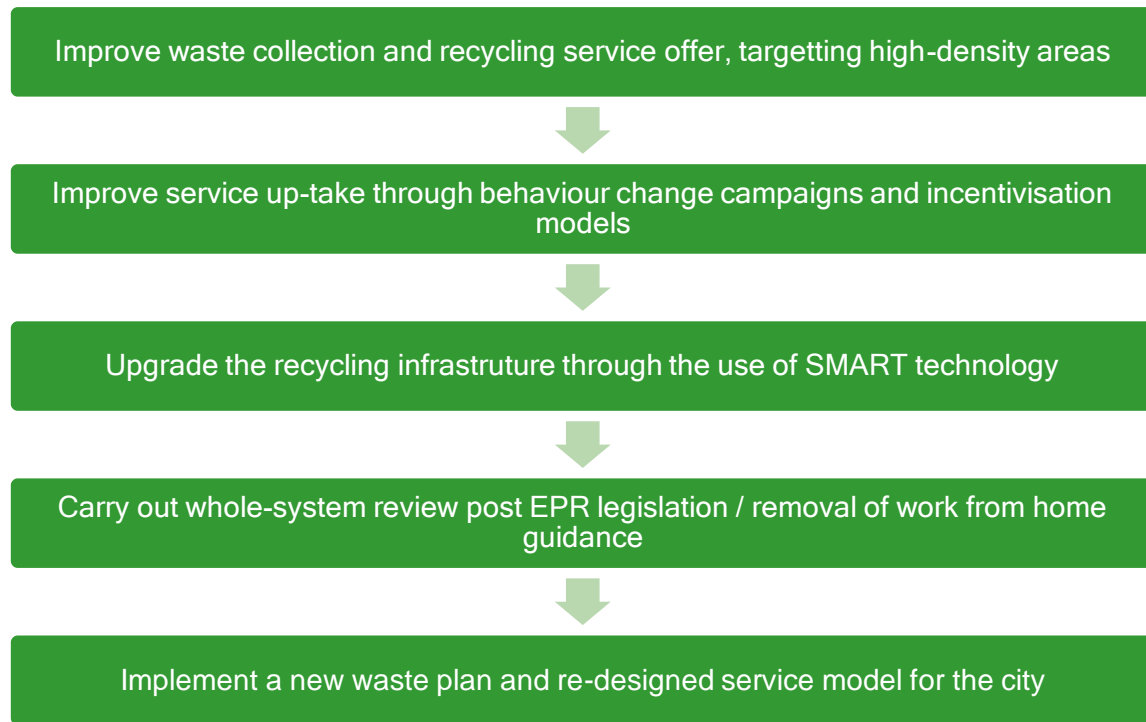 Improve waste collection and recycling service offer, targetting high-density areas
Improve service up-take through behaviour change campaigns and incentivisation
models
Upgrade the recycling infrastruture through the use of SMART technology
Carry out whole-system review post EPR legislation / removal of work from home
guidance
Implement a new waste plan and re-designed service model for the city